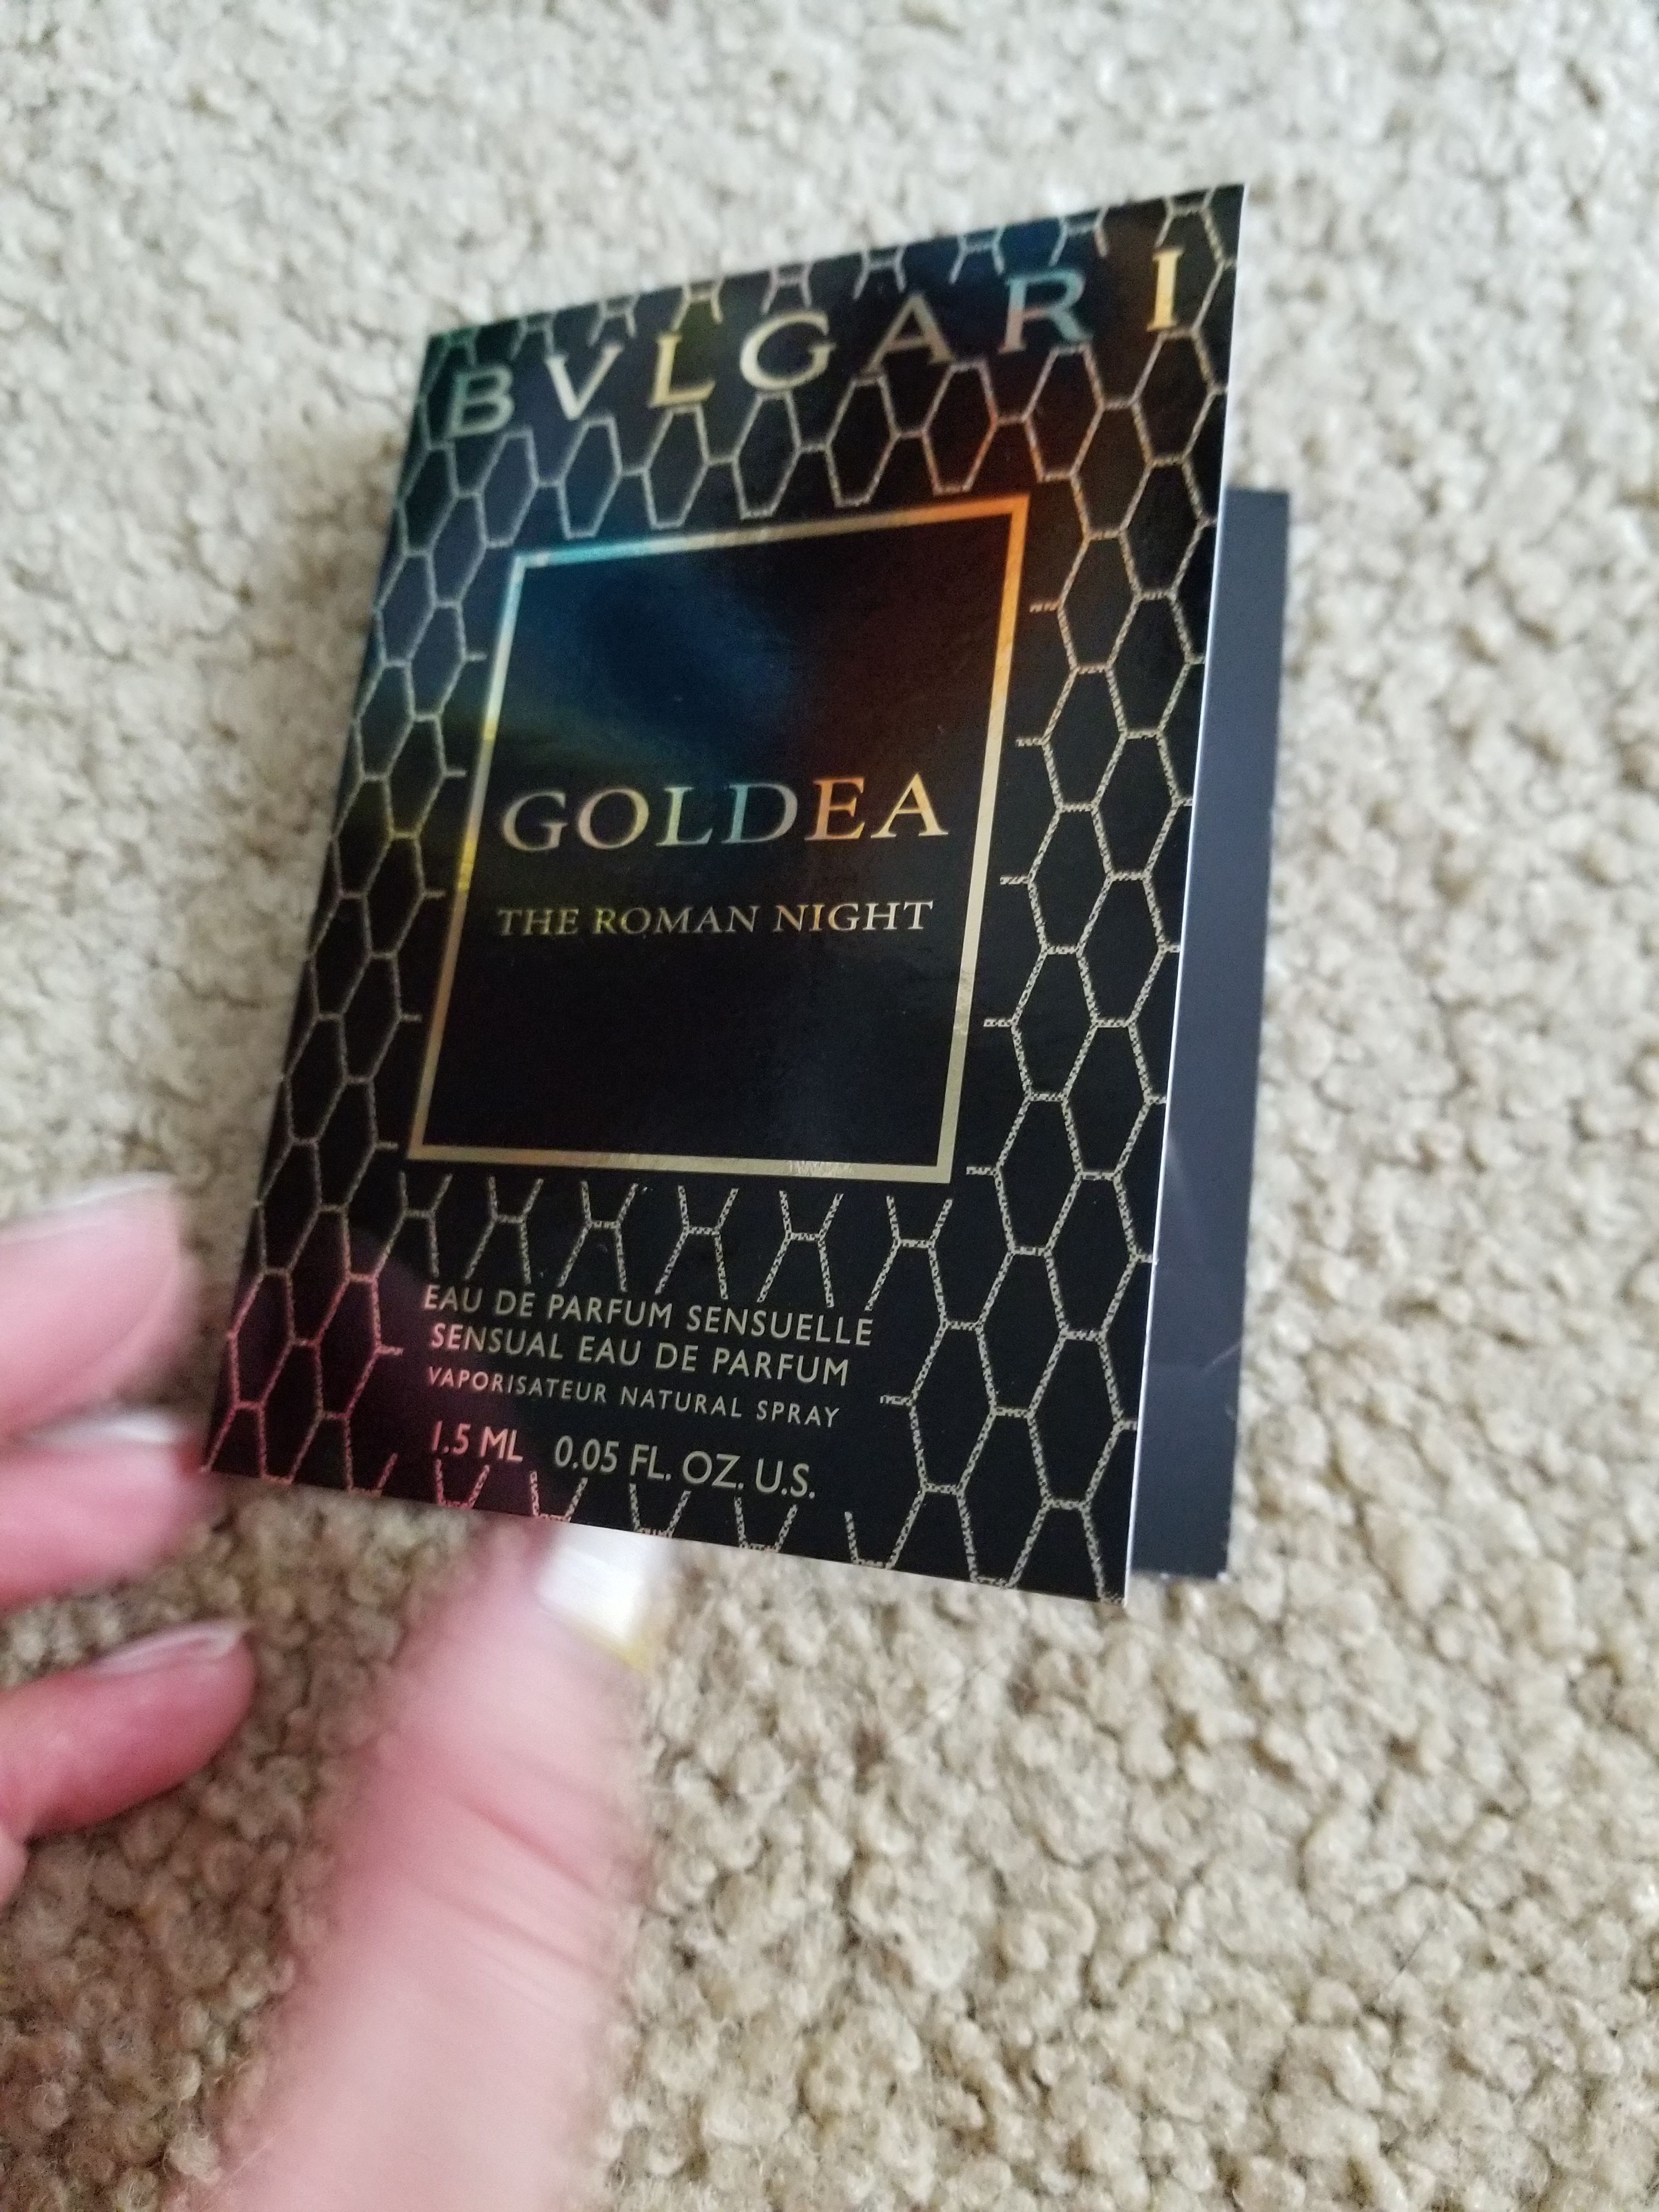 BVLGARI
GOLDEA
THE ROMAN NIGHT
EAU DE PARFUM SENSUELLE
SENSUAL EAU DE PARFUM
VAPORISATEUR NATURAL SPRAY
1.5 ML 0.05 FL. OZ. U.S.